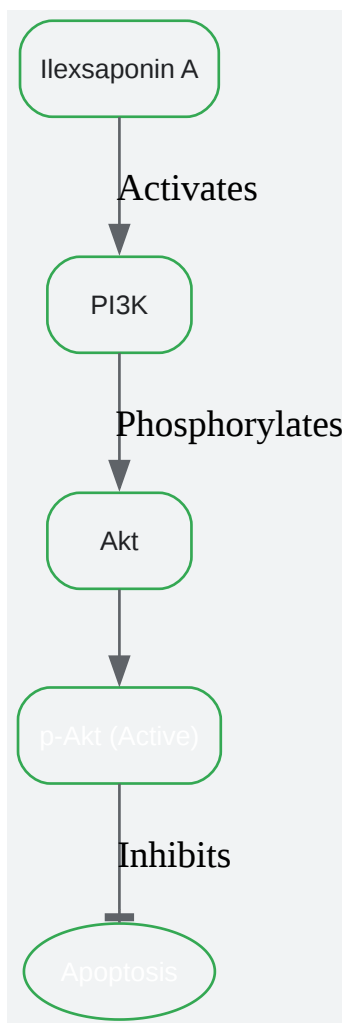 Ilexsaponin A
Activates
PI3K
Phosphorylates
Akt
p-Akt (Active)
Inhibits
Apoptosis